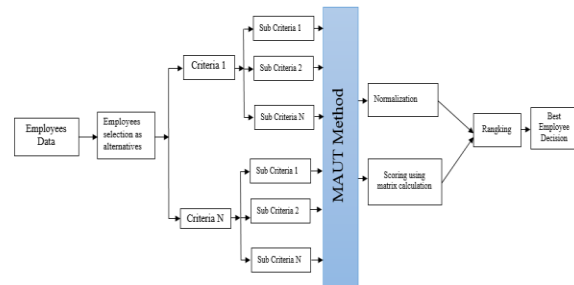 Employees
Data
Employees
selection as
alternatives
Criteria 1
Criteria N
Sub Criteria 1
Sub Criteria 2
Sub Criteria N
Sub Criteria 1
Sub Criteria 2
Sub Criteria N
MAUT Method
Normalization
Scoring using
matrix calculation
Rangking
Best
Employee
Decision